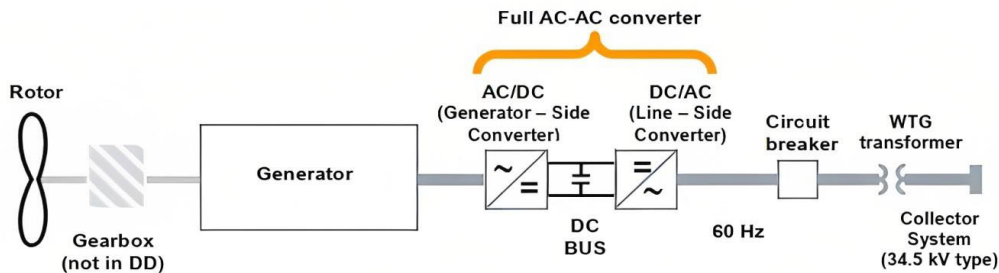 Full AC-AC converter
Rotor
AC/DC
(Generator – Side
Converter)
DC/AC
(Line – Side
Converter)
Circuit
breaker
WTG
transformer
Generator
Gearbox
(not in DD)
DC
BUS
60 Hz
Collector
System
(34.5 kV type)